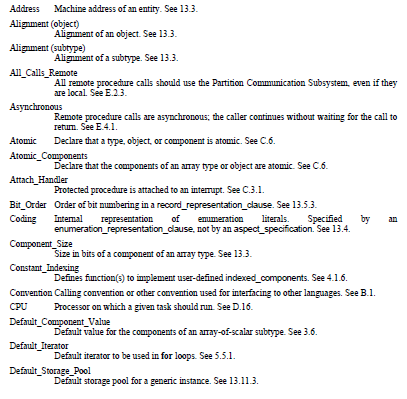 Address Machine address of an entity. See 13.3.
Alignment (object)
Alignment of an object. See 13.3.
Alignment (subtype)
Alignment of a subtype. See 13.3.
All_Calls_Remote
All remote procedure calls should use the Partition Communication Subsystem, even if they
are local. See E.2.3.
Asynchronous
Remote procedure calls are asynchronous; the caller continues without waiting for the call to
return. See E.4.1.
Atomic Declare that a type, object, or component is atomic. See C.6.
Atomic_Components
Declare that the components of an array type or object are atomic. See C.6.
Attach_Handler
Protected procedure is attached to an interrupt. See C.3.1.
Bit_Order Order of bit numbering in a record_representation_clause. See 13.5.3.
Coding Internal representation of enumeration literals. Specified by an
enumeration_representation_clause, not by an aspect_specification. See 13.4.
Component_Size
Size in bits of a component of an array type. See 13.3.
Constant_Indexing
Defines function(s) to implement user-defined indexed_components. See 4.1.6.
Convention Calling convention or other convention used for interfacing to other languages. See B.1.
CPU Processor on which a given task should run. See D.16.
Default_Component_Value
Default value for the components of an array-of-scalar subtype. See 3.6.
Default_Iterator
Default iterator to be used in for loops. See 5.5.1.
Default_Storage_Pool
Default storage pool for a generic instance. See 13.11.3.